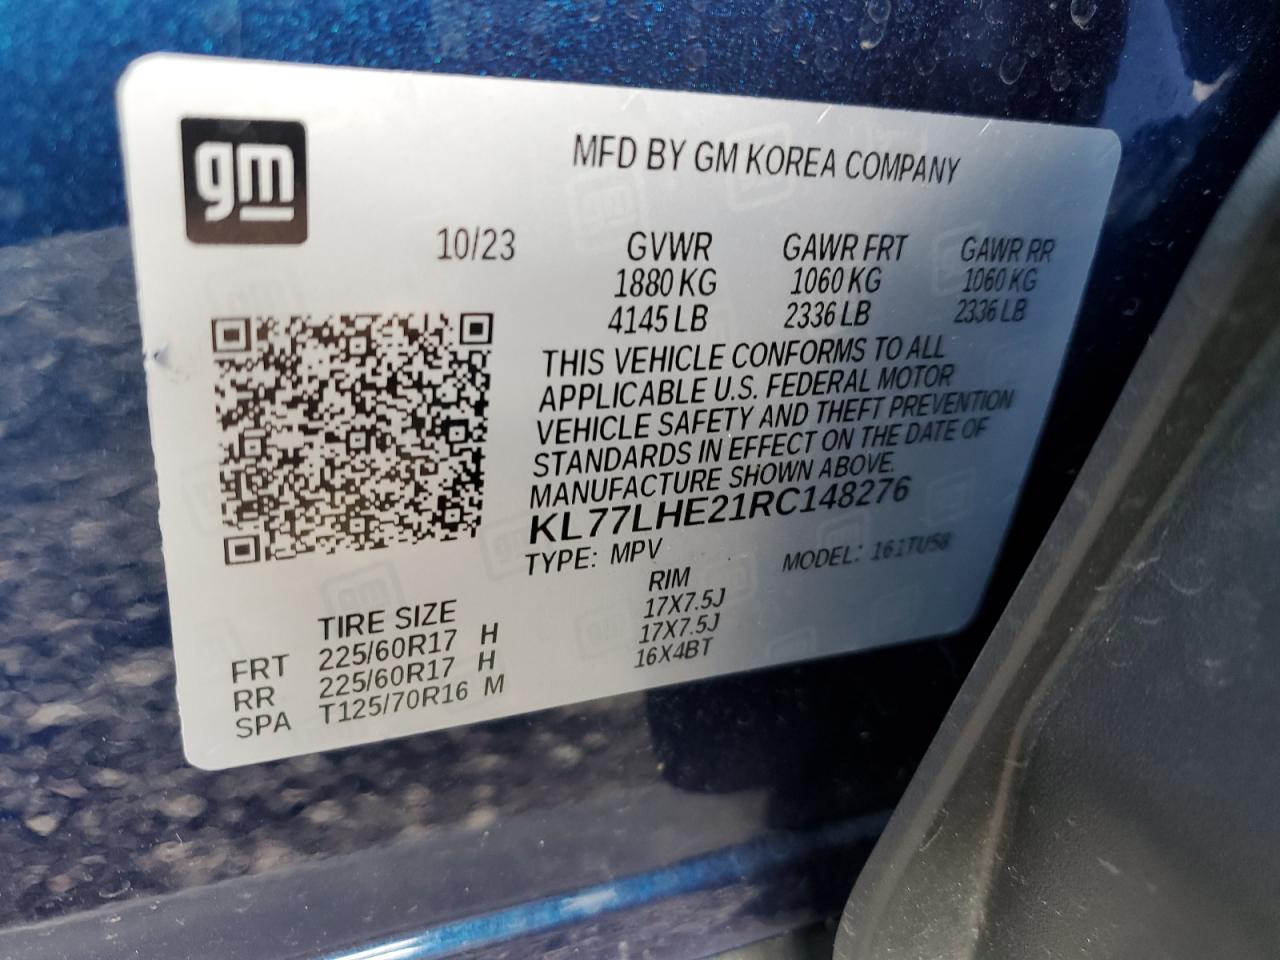 gm
MFD BY GM KOREA COMPANY
10/23 GVWR GAWR FRT GAWR RR
1880 KG 1060 KG 1060 KG
4145 LB 2336 LB 2336 LB
THIS VEHICLE CONFORMS TO ALL
APPLICABLE U.S. FEDERAL MOTOR
VEHICLE SAFETY AND THEFT PREVENTION
STANDARDS IN EFFECT ON THE DATE OF
MANUFACTURE SHOWN ABOVE.
KL77LHE21RC148276
TYPE: MPV MODEL: 161TU58
TIRE SIZE RIM
FRT 225/60R17 H 17X7.5J
RR 225/60R17 H 17X7.5J
SPA T125/70R16 M 16X4BT